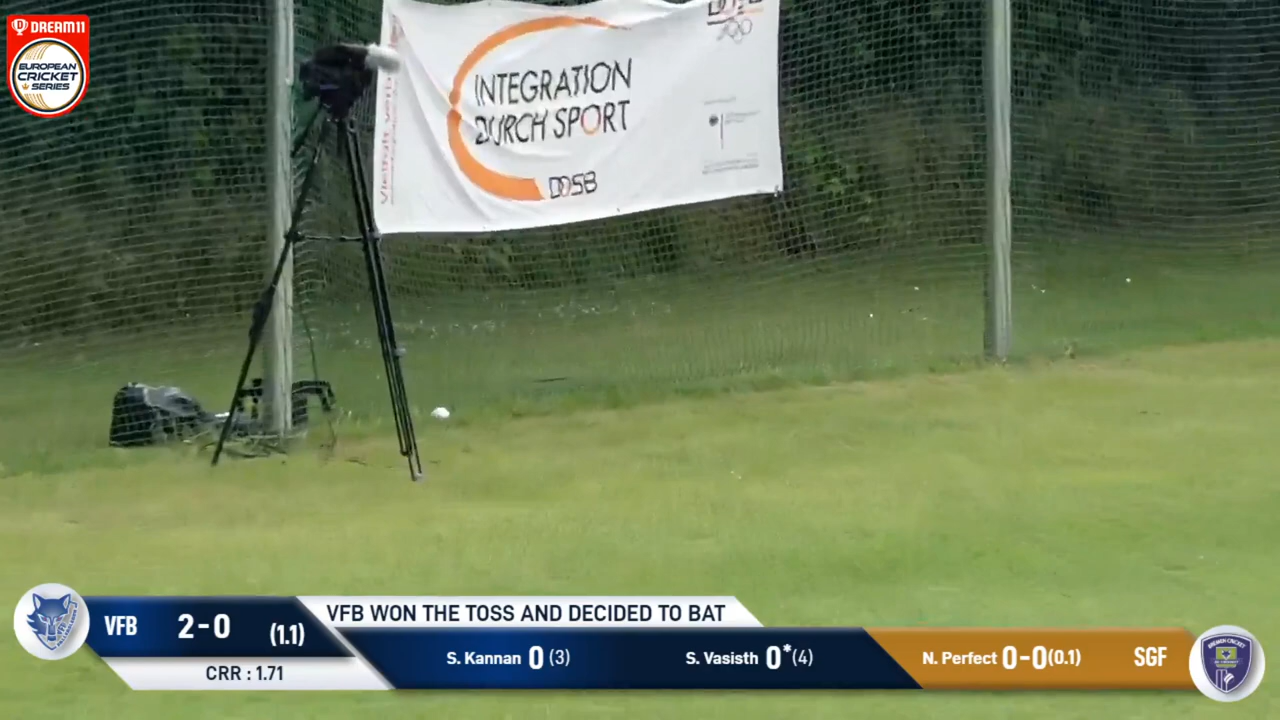 DREAM11
EUROPEAN
CRICKET
SERIES
INTEGRATION
DURCH SPORT
DOSB
VFB WON THE TOSS AND DECIDED TO BAT
VFB 2-0 (1.1)
CRR : 1.71
S. Kannan 0 (3)
S. Vasisth 0* (4)
N. Perfect 0-0 (0.1) SGF